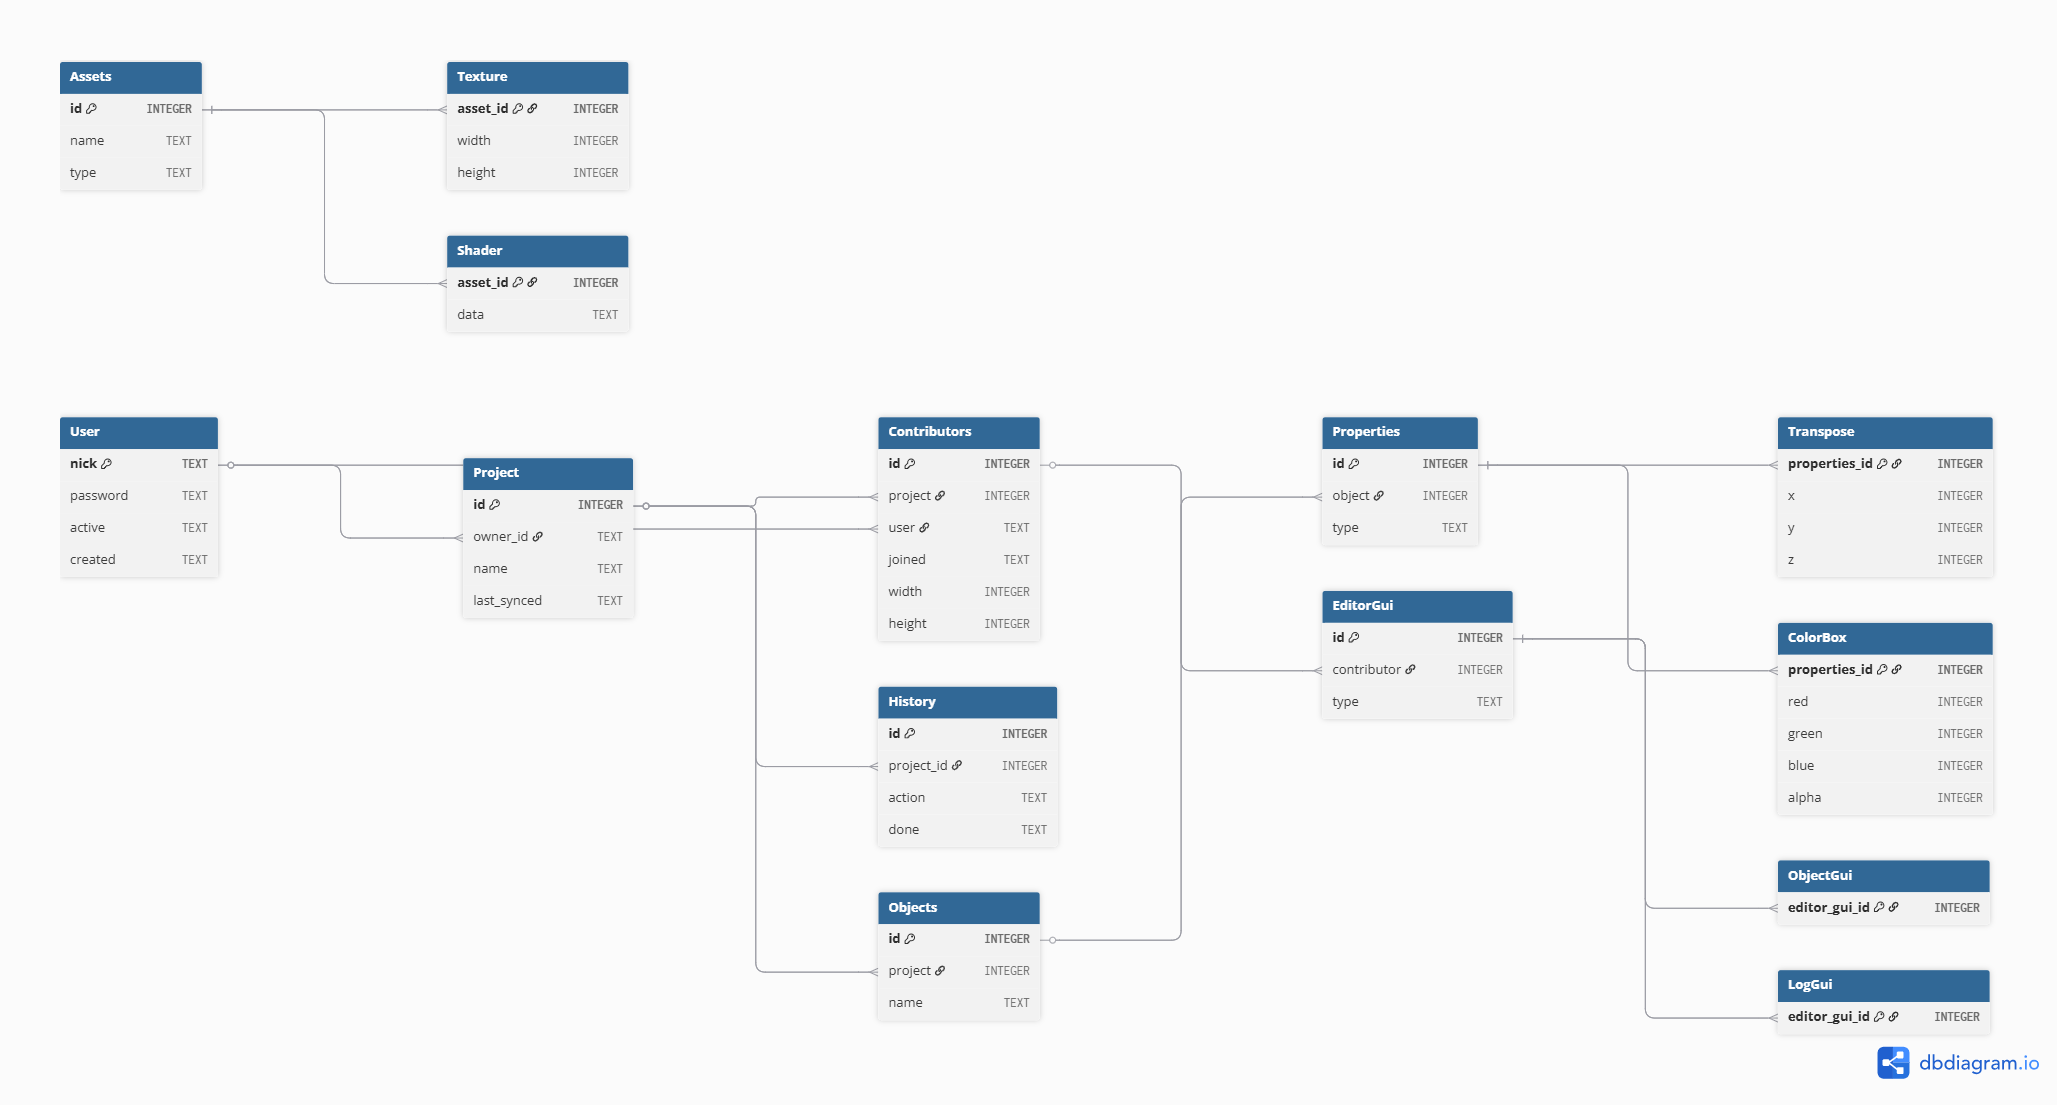 Assets
id INTEGER
name TEXT
type TEXT
Texture
asset_id INTEGER
width INTEGER
height INTEGER
Shader
asset_id INTEGER
data TEXT
User
nick TEXT
password TEXT
active TEXT
created TEXT
Project
id INTEGER
owner_id TEXT
name TEXT
last_synced TEXT
Contributors
id INTEGER
project INTEGER
user TEXT
joined TEXT
width INTEGER
height INTEGER
History
id INTEGER
project_id INTEGER
action TEXT
done TEXT
Objects
id INTEGER
project INTEGER
name TEXT
Properties
id INTEGER
object INTEGER
type TEXT
EditorGui
id INTEGER
contributor INTEGER
type TEXT
Transpose
properties_id INTEGER
x INTEGER
y INTEGER
z INTEGER
ColorBox
properties_id INTEGER
red INTEGER
green INTEGER
blue INTEGER
alpha INTEGER
ObjectGui
editor_gui_id INTEGER
LogGui
editor_gui_id INTEGER
dbdiagram.io